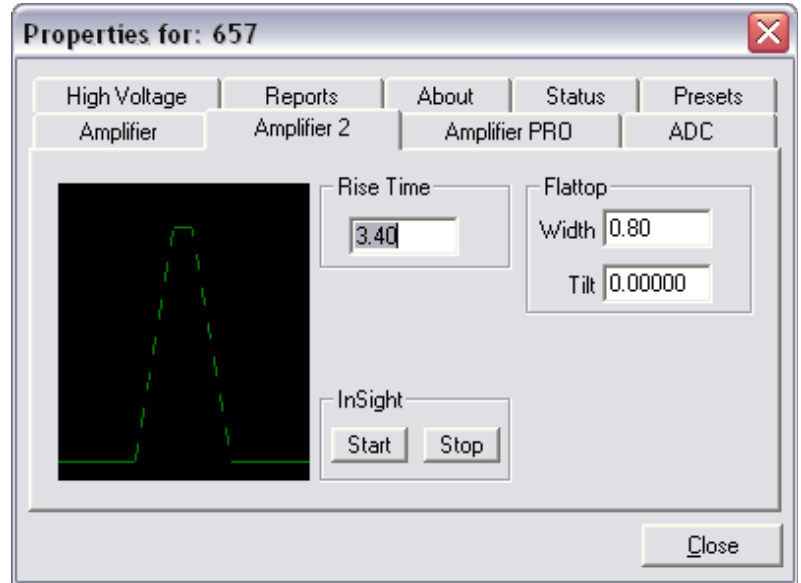 Properties for: 657
High Voltage Reports About Status Presets
Amplifier Amplifier 2 Amplifier PRO ADC
Rise Time
3.40
Flattop
Width 0.80
Tilt 0.00000
InSight
Start Stop
Close